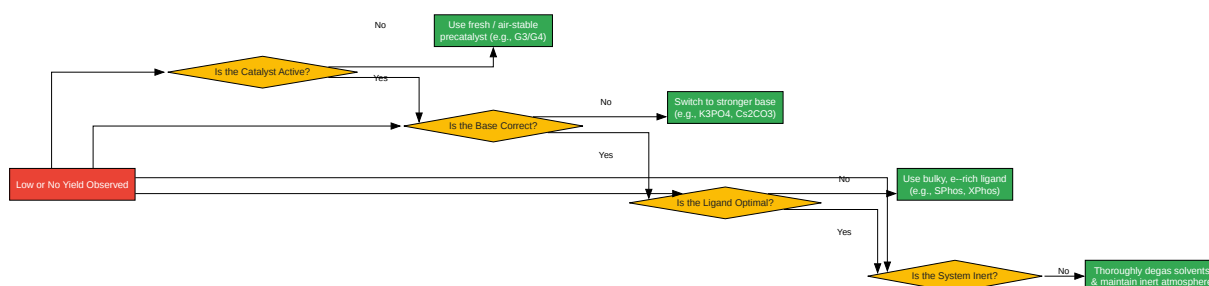 No
Use fresh / air-stable
precatalyst (e.g., G3/G4)
Is the Catalyst Active?
Yes
No
Switch to stronger base
(e.g., K3PO4, Cs2CO3)
Is the Base Correct?
Yes
Low or No Yield Observed
No
Use bulky, e--rich ligand
(e.g., SPhos, XPhos)
Is the Ligand Optimal?
Yes
Is the System Inert?
No
Thoroughly degas solvents
& maintain inert atmosphere